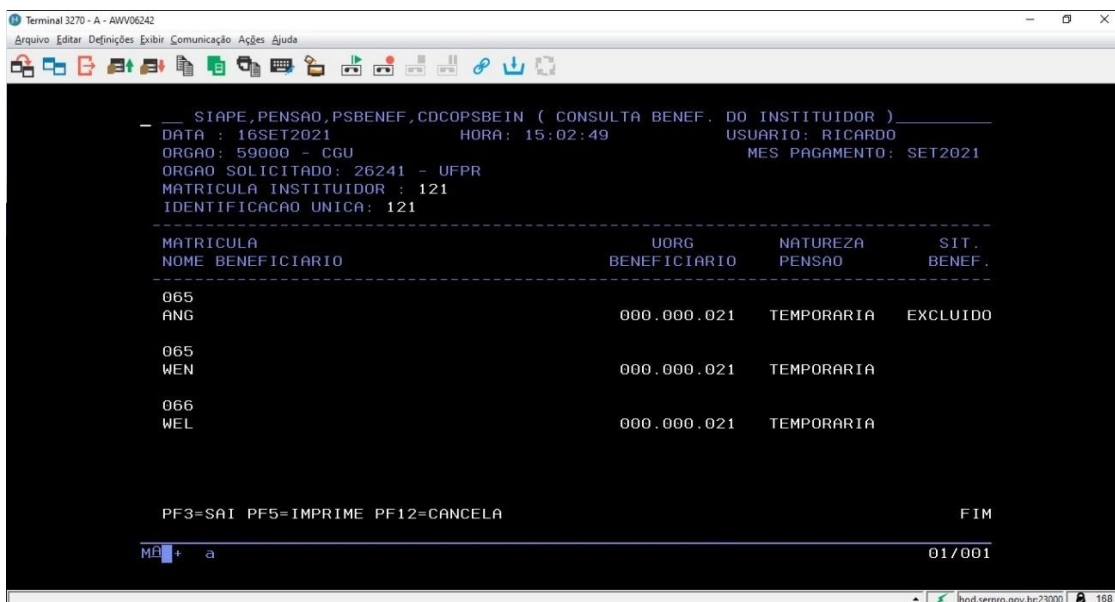 Terminal 3270 - A - AWV06242
Arquivo Editar Definições Exibir Comunicação Ações Ajuda
__ SIAPE,PENSAO,PSBENEF,CDCOPSBEIN ( CONSULTA BENEF. DO INSTITUIDOR )__________
DATA : 16SET2021 HORA: 15:02:49 USUARIO: RICARDO
ORGAO: 59000 - CGU MES PAGAMENTO: SET2021
ORGAO SOLICITADO: 26241 - UFPR
MATRICULA INSTITUIDOR : 121
IDENTIFICACAO UNICA: 121
MATRICULA UORG NATUREZA SIT.
NOME BENEFICIARIO BENEFICIARIO PENSAO BENEF.
065
ANG 000.000.021 TEMPORARIA EXCLUIDO
065
WEN 000.000.021 TEMPORARIA
066
WEL 000.000.021 TEMPORARIA
PF3=SAI PF5=IMPRIME PF12=CANCELA FIM
MA + a 01/001
hod.serpro.gov.br:23000 168